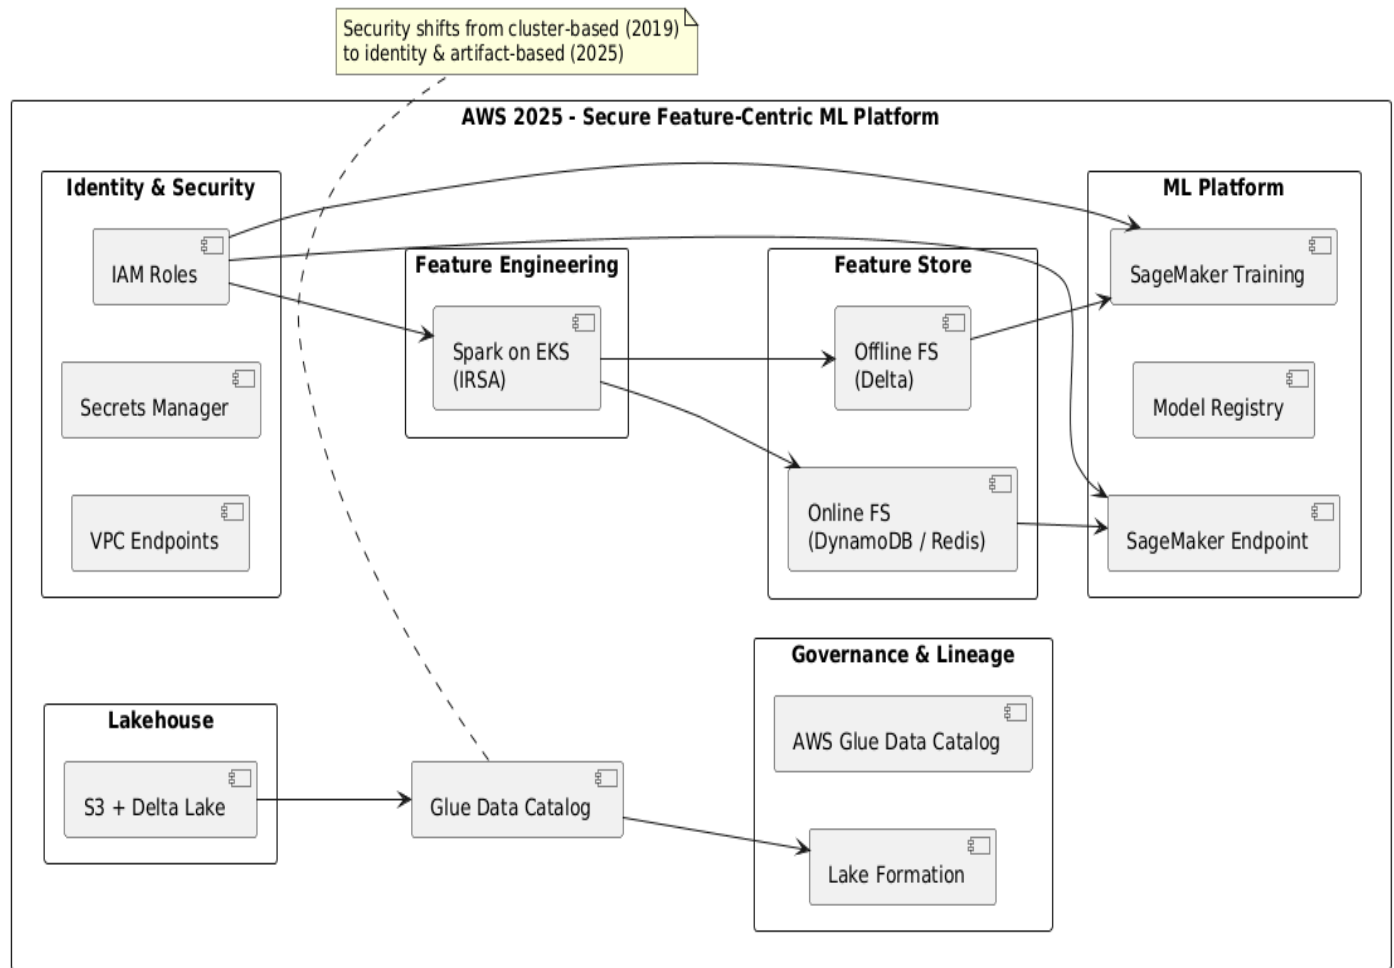 Security shifts from cluster-based (2019)
to identity & artifact-based (2025)
AWS 2025 - Secure Feature-Centric ML Platform
Identity & Security
IAM Roles
Secrets Manager
VPC Endpoints
Feature Engineering
Spark on EKS
(IRSA)
Feature Store
Offline FS
(Delta)
Online FS
(DynamoDB / Redis)
ML Platform
SageMaker Training
Model Registry
SageMaker Endpoint
Lakehouse
S3 + Delta Lake
Glue Data Catalog
Governance & Lineage
AWS Glue Data Catalog
Lake Formation